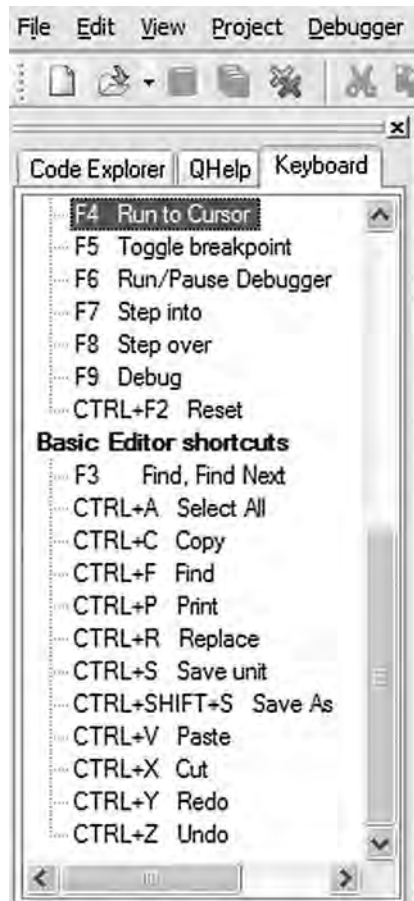 File Edit View Project Debugger
x
Code Explorer QHelp Keyboard
F4 Run to Cursor
F5 Toggle breakpoint
F6 Run/Pause Debugger
F7 Step into
F8 Step over
F9 Debug
CTRL+F2 Reset
Basic Editor shortcuts
F3 Find, Find Next
CTRL+A Select All
CTRL+C Copy
CTRL+F Find
CTRL+P Print
CTRL+R Replace
CTRL+S Save unit
CTRL+SHIFT+S Save As
CTRL+V Paste
CTRL+X Cut
CTRL+Y Redo
CTRL+Z Undo